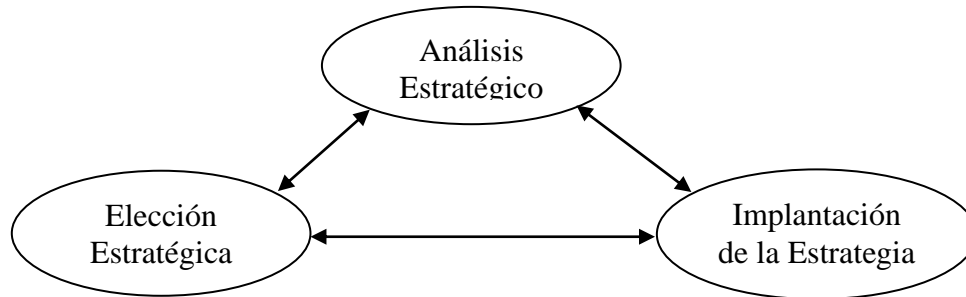 Análisis
Estratégico
Elección
Estratégica
Implantación
de la Estrategia